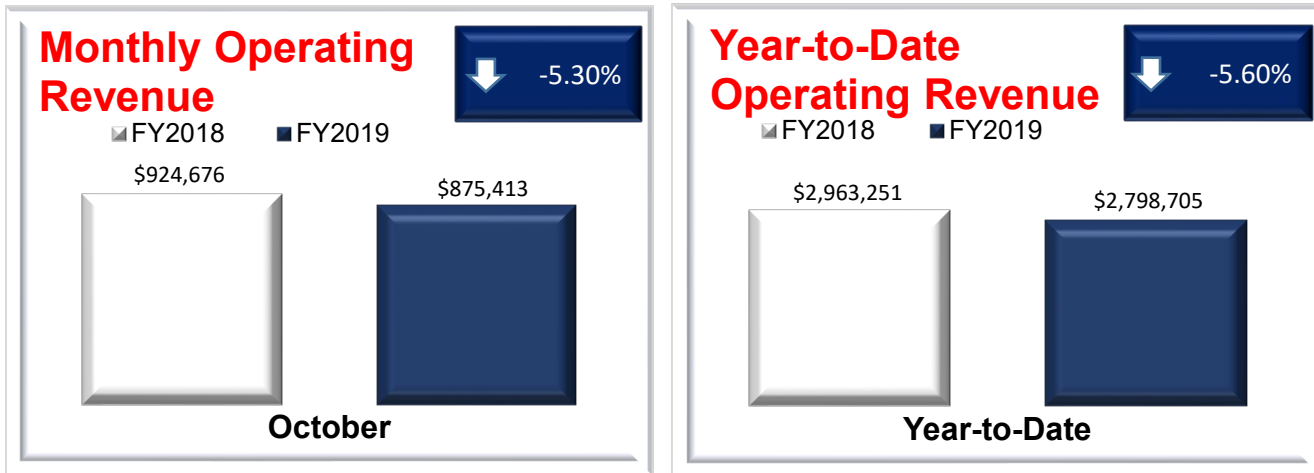 Monthly Operating
Revenue
-5.30%
FY2018 FY2019
$924,676
$875,413
October
Year-to-Date
Operating Revenue
-5.60%
FY2018 FY2019
$2,963,251
$2,798,705
Year-to-Date